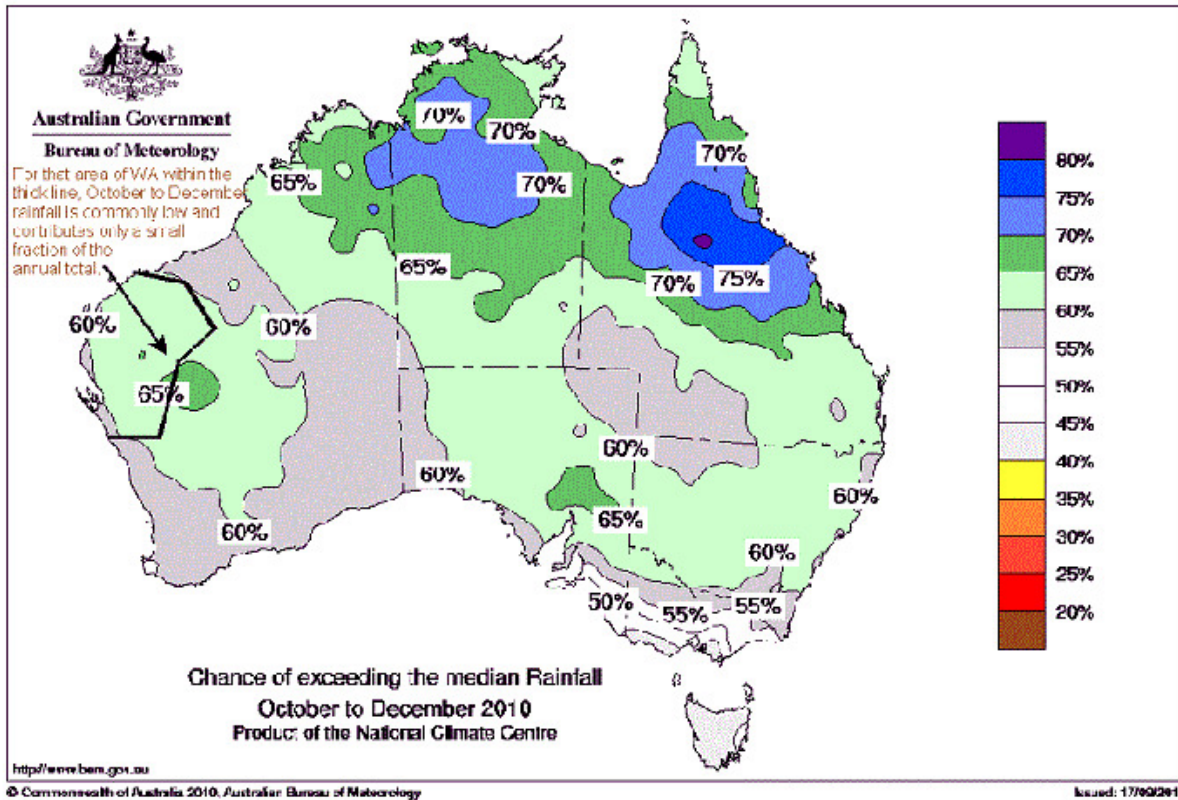 Australian Government
Bureau of Meteorology
For that area of WA within the
thick line, October to December
rainfall is commonly low and
contributes only a small
fraction of the
annual total.
70%
70%
70%
70%
65%
65%
70%
75%
60%
60%
65%
60%
60%
60%
65%
60%
60%
50%
55%
55%
80%
75%
70%
65%
60%
55%
50%
45%
40%
35%
30%
25%
20%
Chance of exceeding the median Rainfall
October to December 2010
Product of the National Climate Centre
http://www.bom.gov.au
© Commonwealth of Australia 2010, Australian Bureau of Meteorology
Issued: 17/09/201